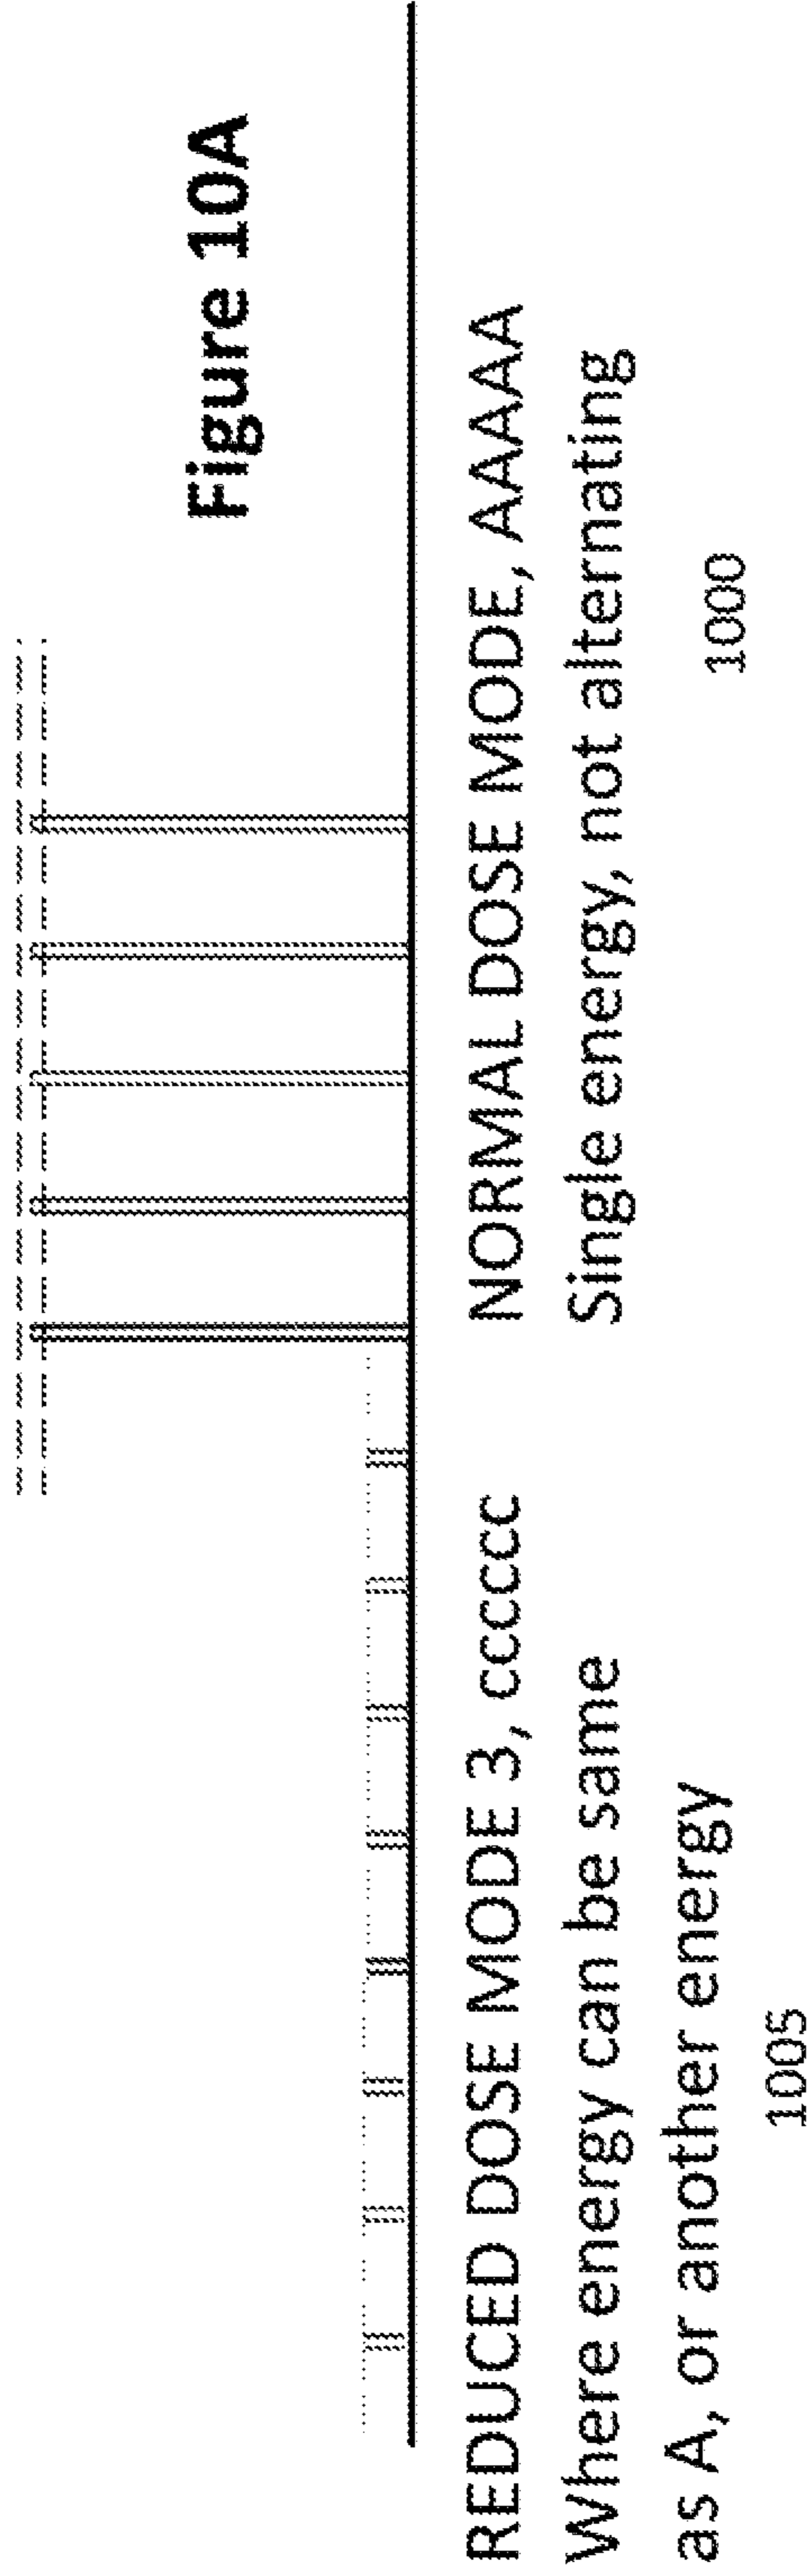 Figure 10A
REDUCED DOSE MODE 3, cccccc
Where energy can be same
as A, or another energy
1005
NORMAL DOSE MODE, AAAAA
Single energy, not alternating
1000